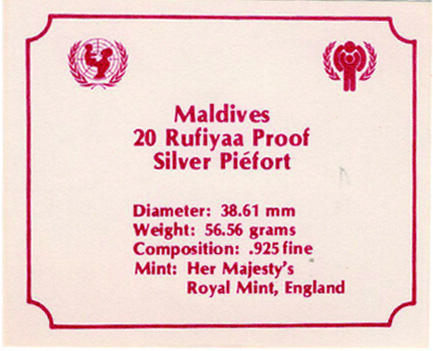 Maldives
20 Rufiyaa Proof
Silver Piéfort
Diameter: 38.61 mm
Weight: 56.56 grams
Composition: .925 fine
Mint: Her Majesty's
Royal Mint, England